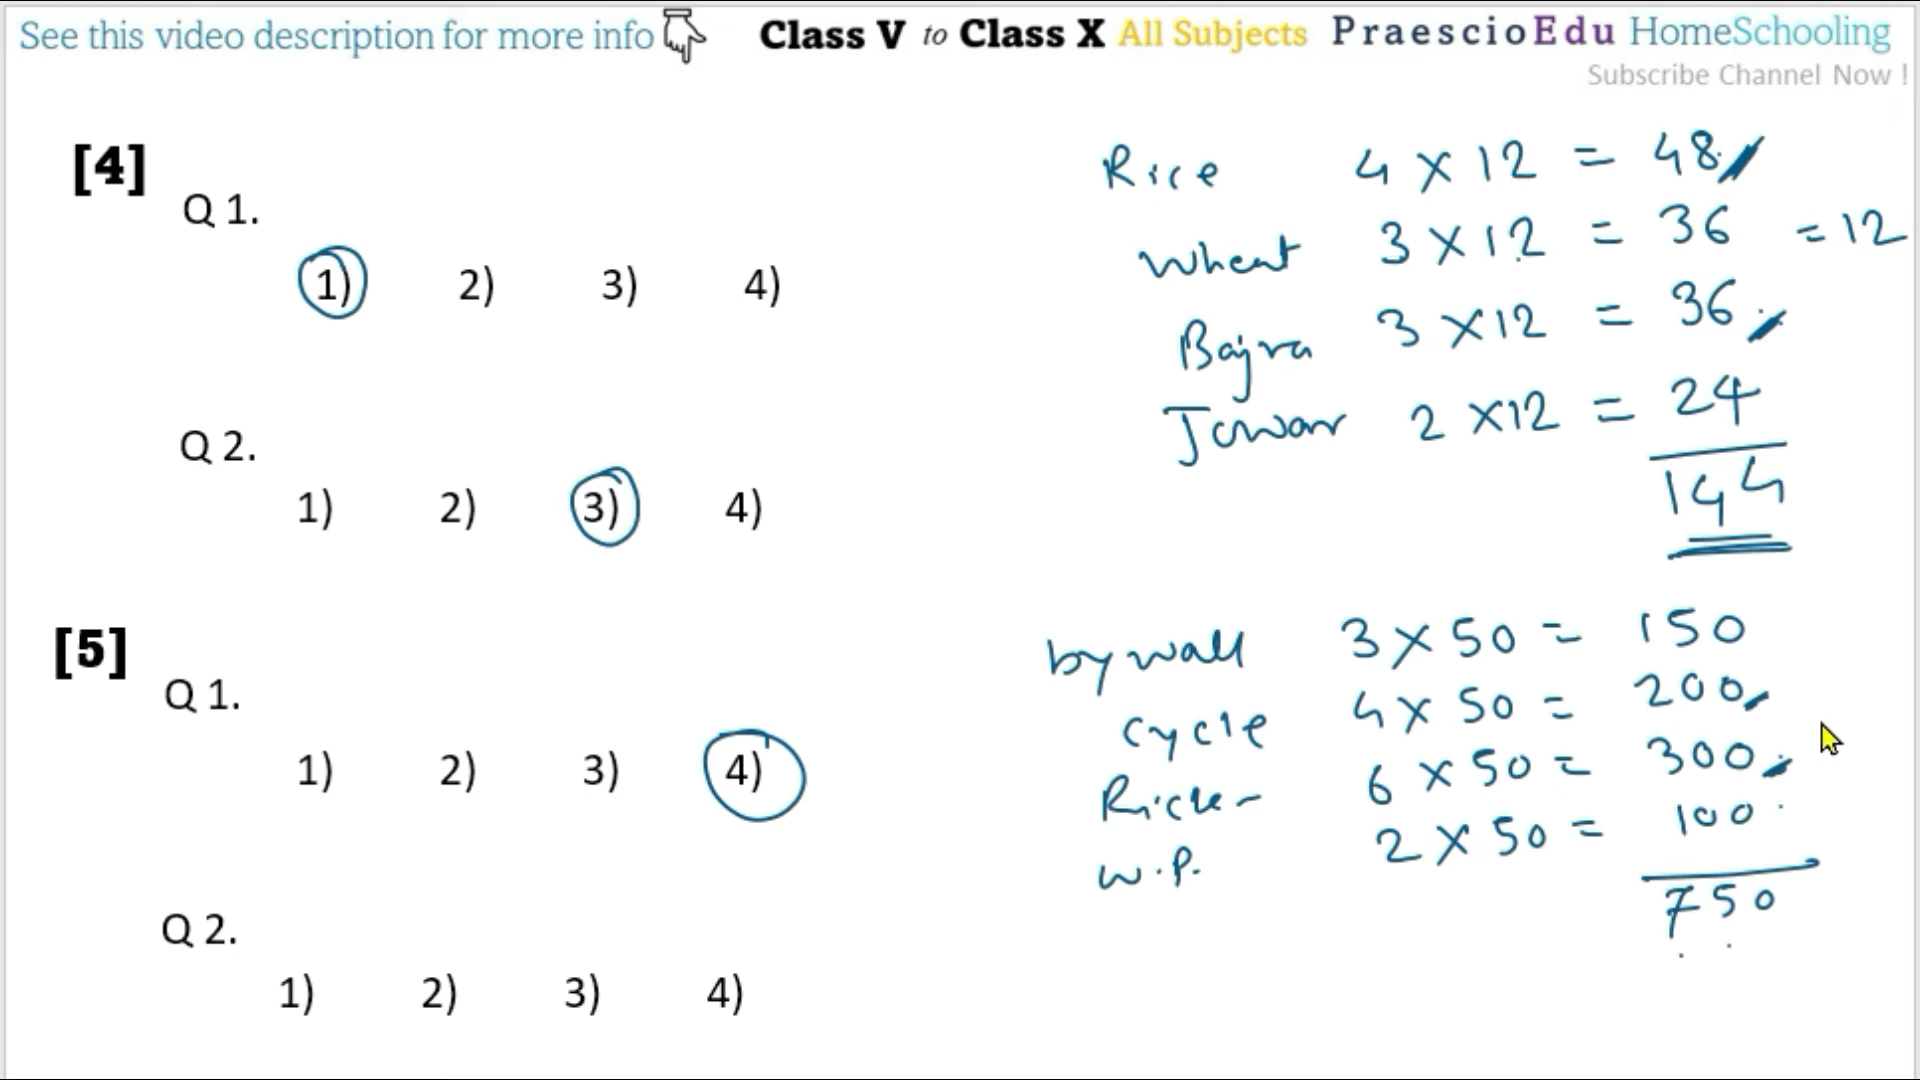 See this video description for more info Class V to Class X All Subjects PraescioEdu HomeSchooling
Subscribe Channel Now !
[4]
Q 1.
1) 2) 3) 4)
Q 2.
1) 2) 3) 4)
Rice 4 X 12 = 48
Wheat 3 X 12 = 36 = 12
Bajra 3 X 12 = 36
Jowar 2 X 12 = 24
144
[5]
Q 1.
1) 2) 3) 4)
Q 2.
1) 2) 3) 4)
by walk 3 X 50 = 150
cycle 4 X 50 = 200
Rick- 6 X 50 = 300
W.P. 2 X 50 = 100
750